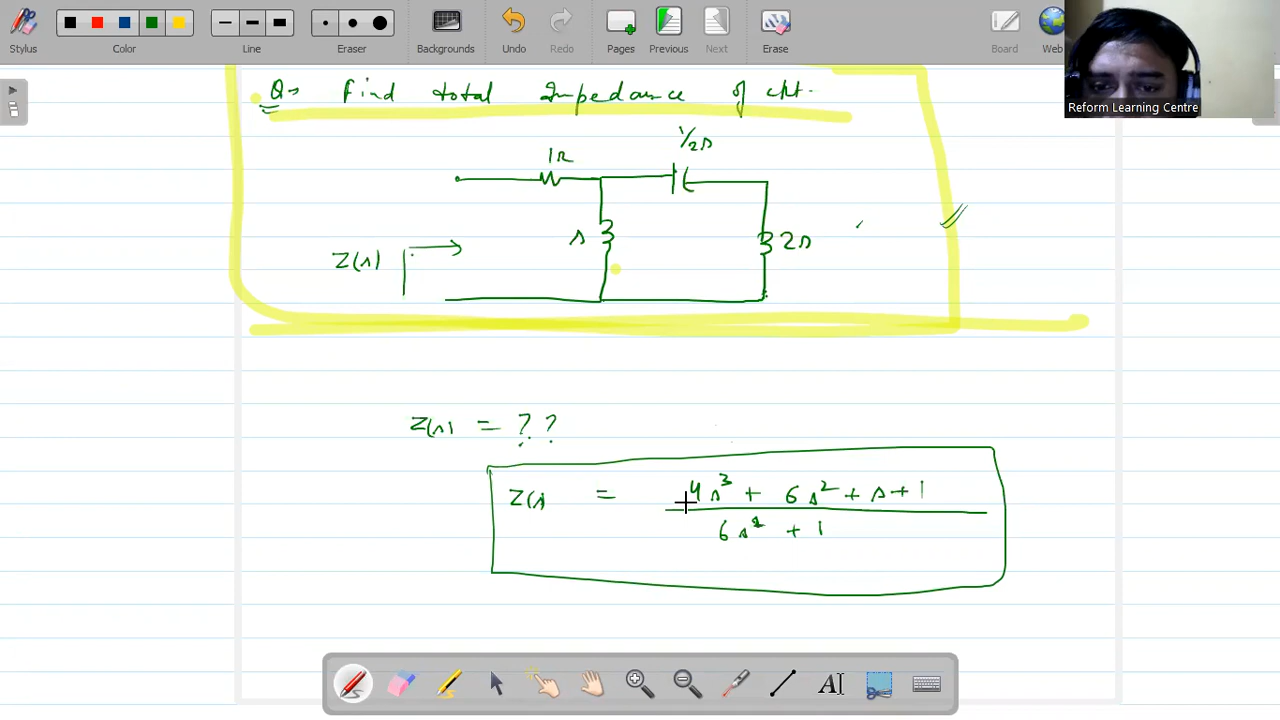 Stylus Color Line Eraser Backgrounds Undo Redo Pages Previous Next Erase Board Web
Reform Learning Centre
Q→ Find total Impedance of ckt.
1Ω
1/2s
s
2s
Z(s)
Z(s) = ??
Z(s) = 4s³ + 6s² + s + 1
6s² + 1